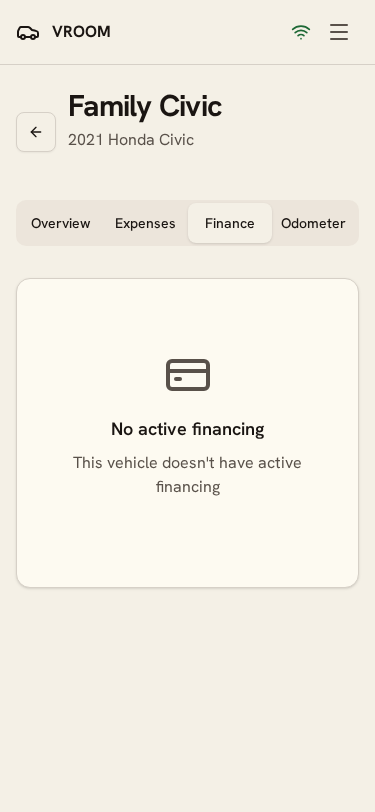 VROOM
Family Civic
2021 Honda Civic
Overview Expenses Finance Odometer
No active financing
This vehicle doesn't have active
financing